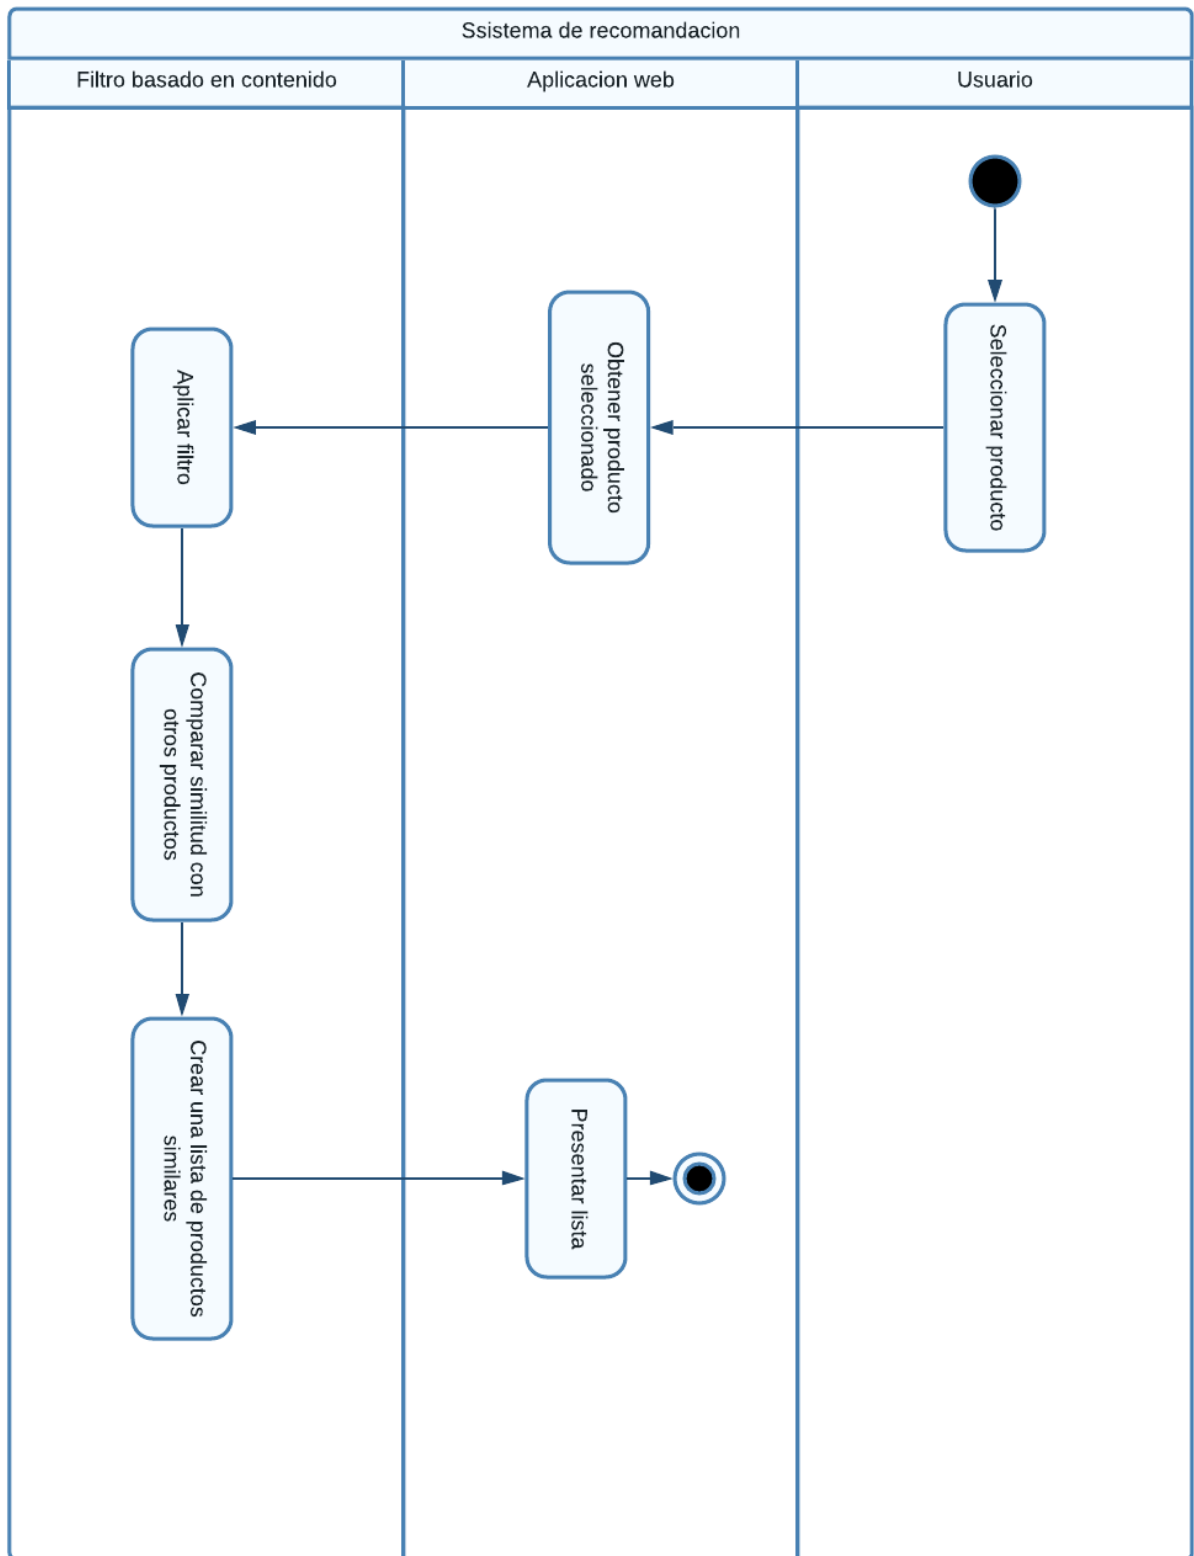 Ssistema de recomandacion
Filtro basado en contenido
Aplicacion web
Usuario
Seleccionar producto
Obtener producto
seleccionado
Aplicar filtro
Comparar similitud con
otros productos
Crear una lista de productos
similares
Presentar lista